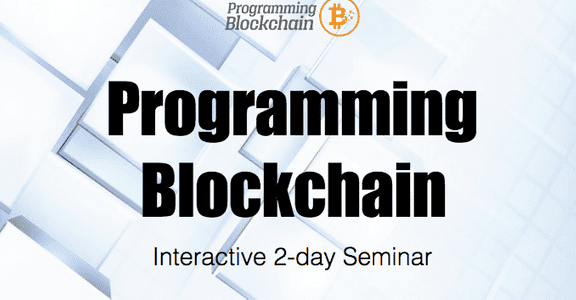 Programming
Blockchain
Programming
Blockchain
Interactive 2-day Seminar